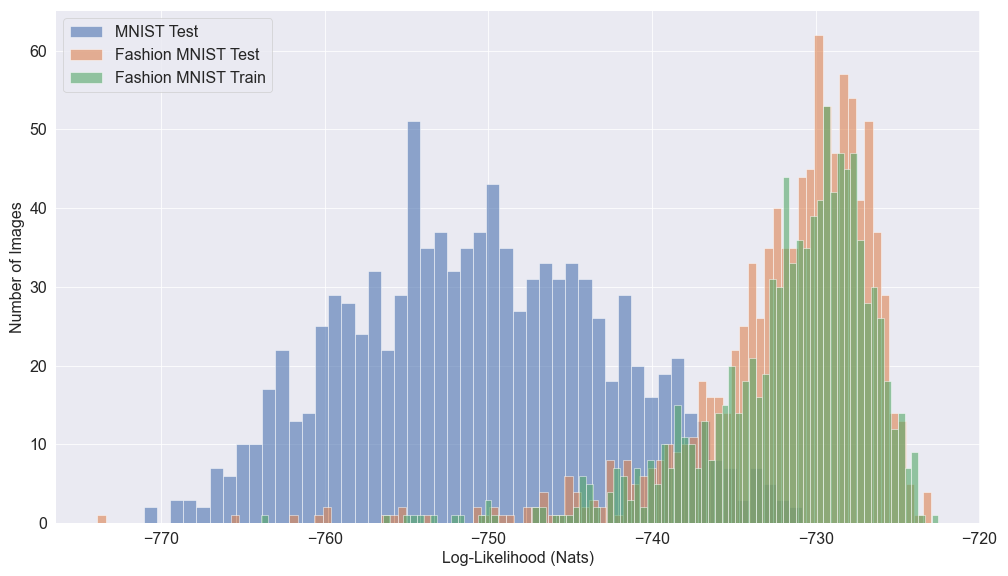 MNIST Test
Fashion MNIST Test
Fashion MNIST Train
Number of Images
60
50
40
30
20
10
0
−770
−760
−750
−740
−730
−720
Log-Likelihood (Nats)